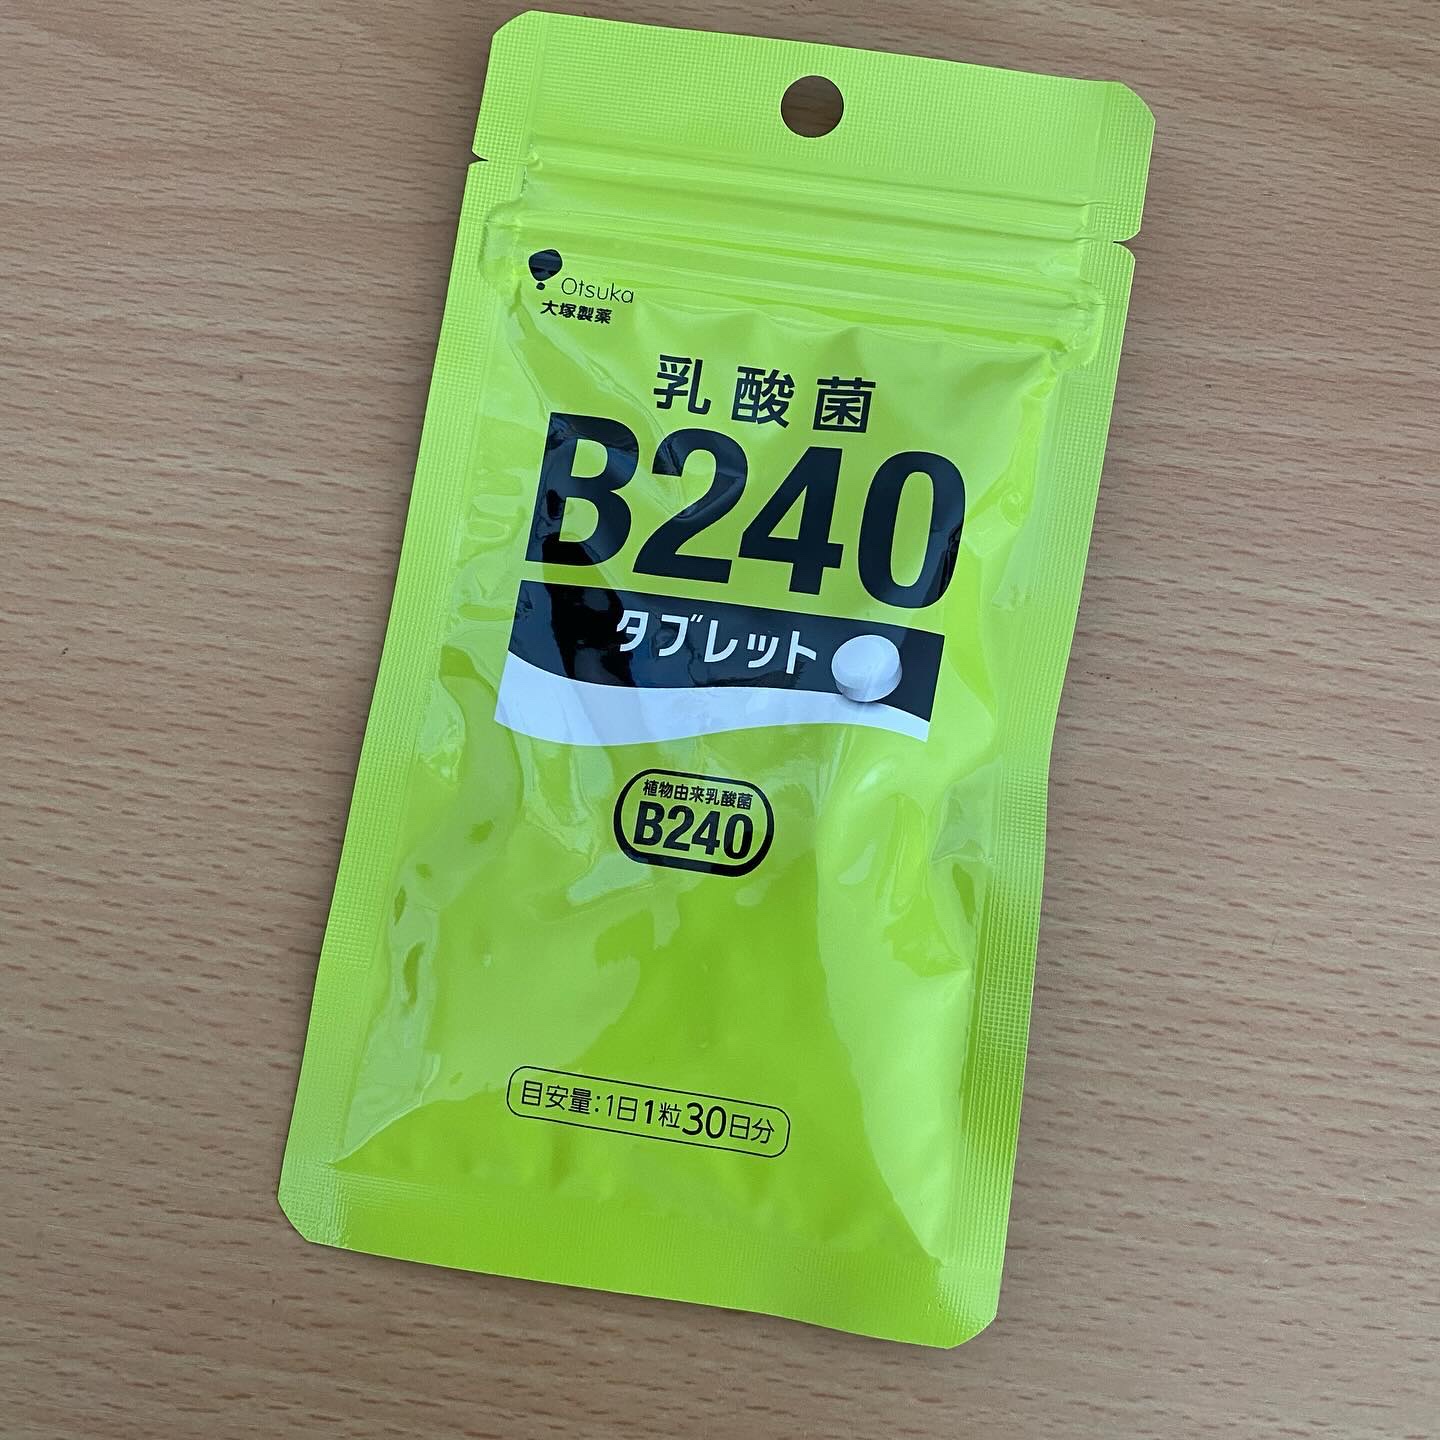 Otsuka
大塚製薬
乳酸菌
B240
タブレット
植物由来乳酸菌
B240
目安量:1日1粒30日分